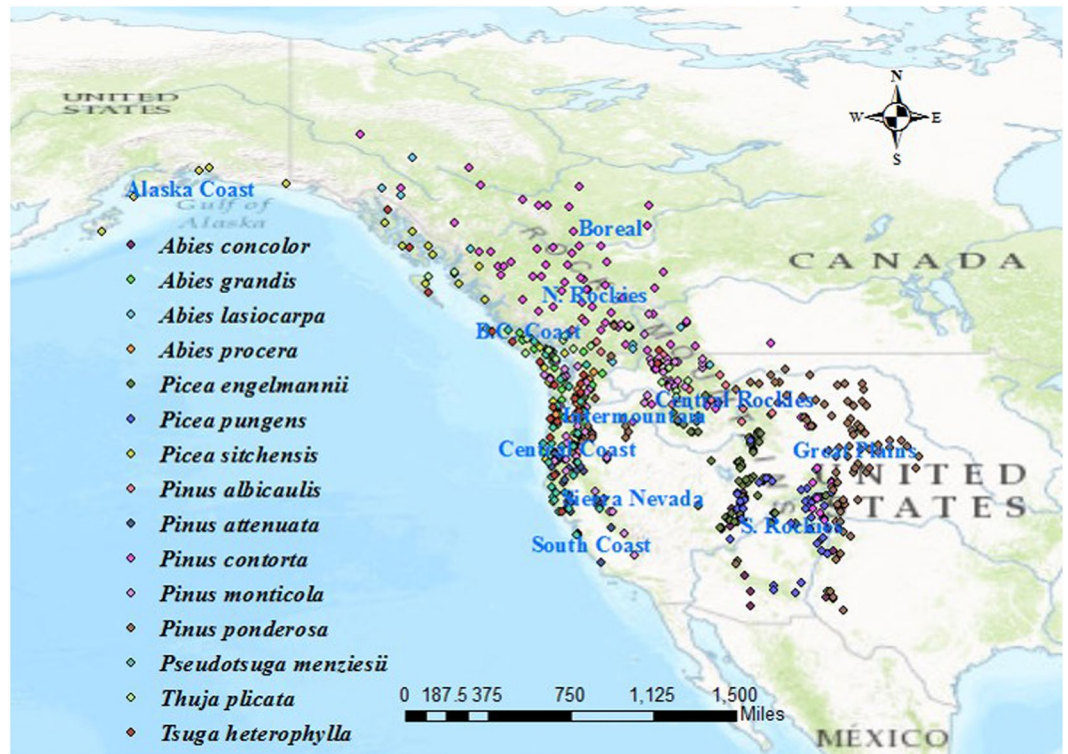 N
W E
S
UNITED
STATES
Alaska Coast
Gulf of
Alaska
Boreal
CANADA
ROCKY MOUNTAINS
N. Rockies
B.C. Coast
Central Rockies
Intermountain
Central Coast
Great Plains
UNITED
STATES
Sierra Nevada
S. Rockies
South Coast
Abies concolor
Abies grandis
Abies lasiocarpa
Abies procera
Picea engelmannii
Picea pungens
Picea sitchensis
Pinus albicaulis
Pinus attenuata
Pinus contorta
Pinus monticola
Pinus ponderosa
Pseudotsuga menziesii
Thuja plicata
Tsuga heterophylla
0 187.5 375 750 1,125 1,500
Miles
MÉXICO